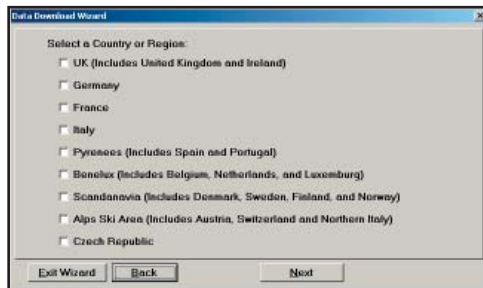 Data Download Wizard
Select a Country or Region:
UK (Includes United Kingdom and Ireland)
Germany
France
Italy
Pyrenees (Includes Spain and Portugal)
Benelux (Includes Belgium, Netherlands, and Luxemburg)
Scandanavia (Includes Denmark, Sweden, Finland, and Norway)
Alps Ski Area (Includes Austria, Switzerland and Northern Italy)
Czech Republic
Exit Wizard Back Next